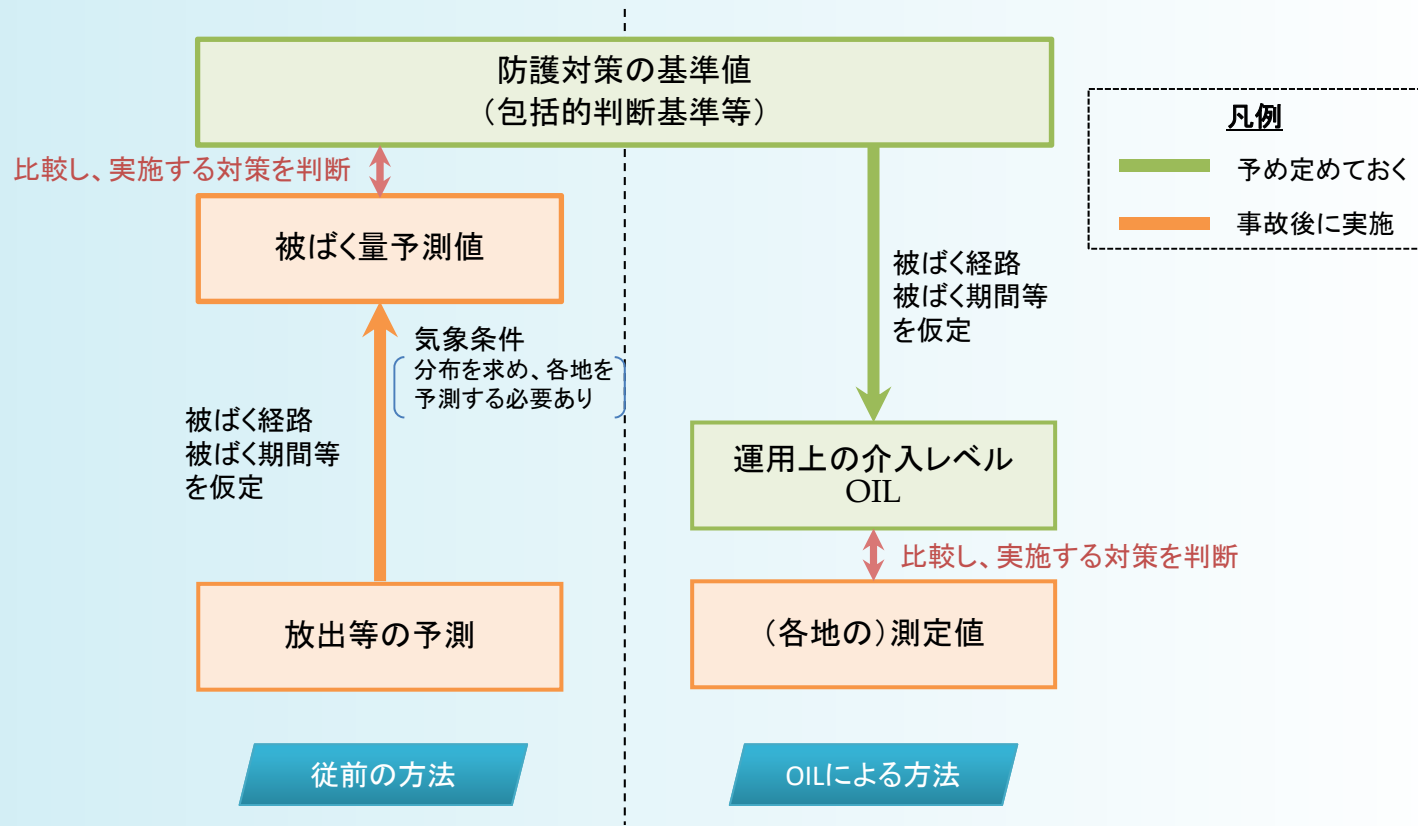 防護対策の基準値
（包括的判断基準等）
比較し、実施する対策を判断
被ばく量予測値
気象条件
分布を求め、各地を
予測する必要あり
被ばく経路
被ばく期間等
を仮定
放出等の予測
従前の方法
被ばく経路
被ばく期間等
を仮定
運用上の介入レベル
OIL
比較し、実施する対策を判断
（各地の）測定値
OILによる方法
凡例
予め定めておく
事故後に実施